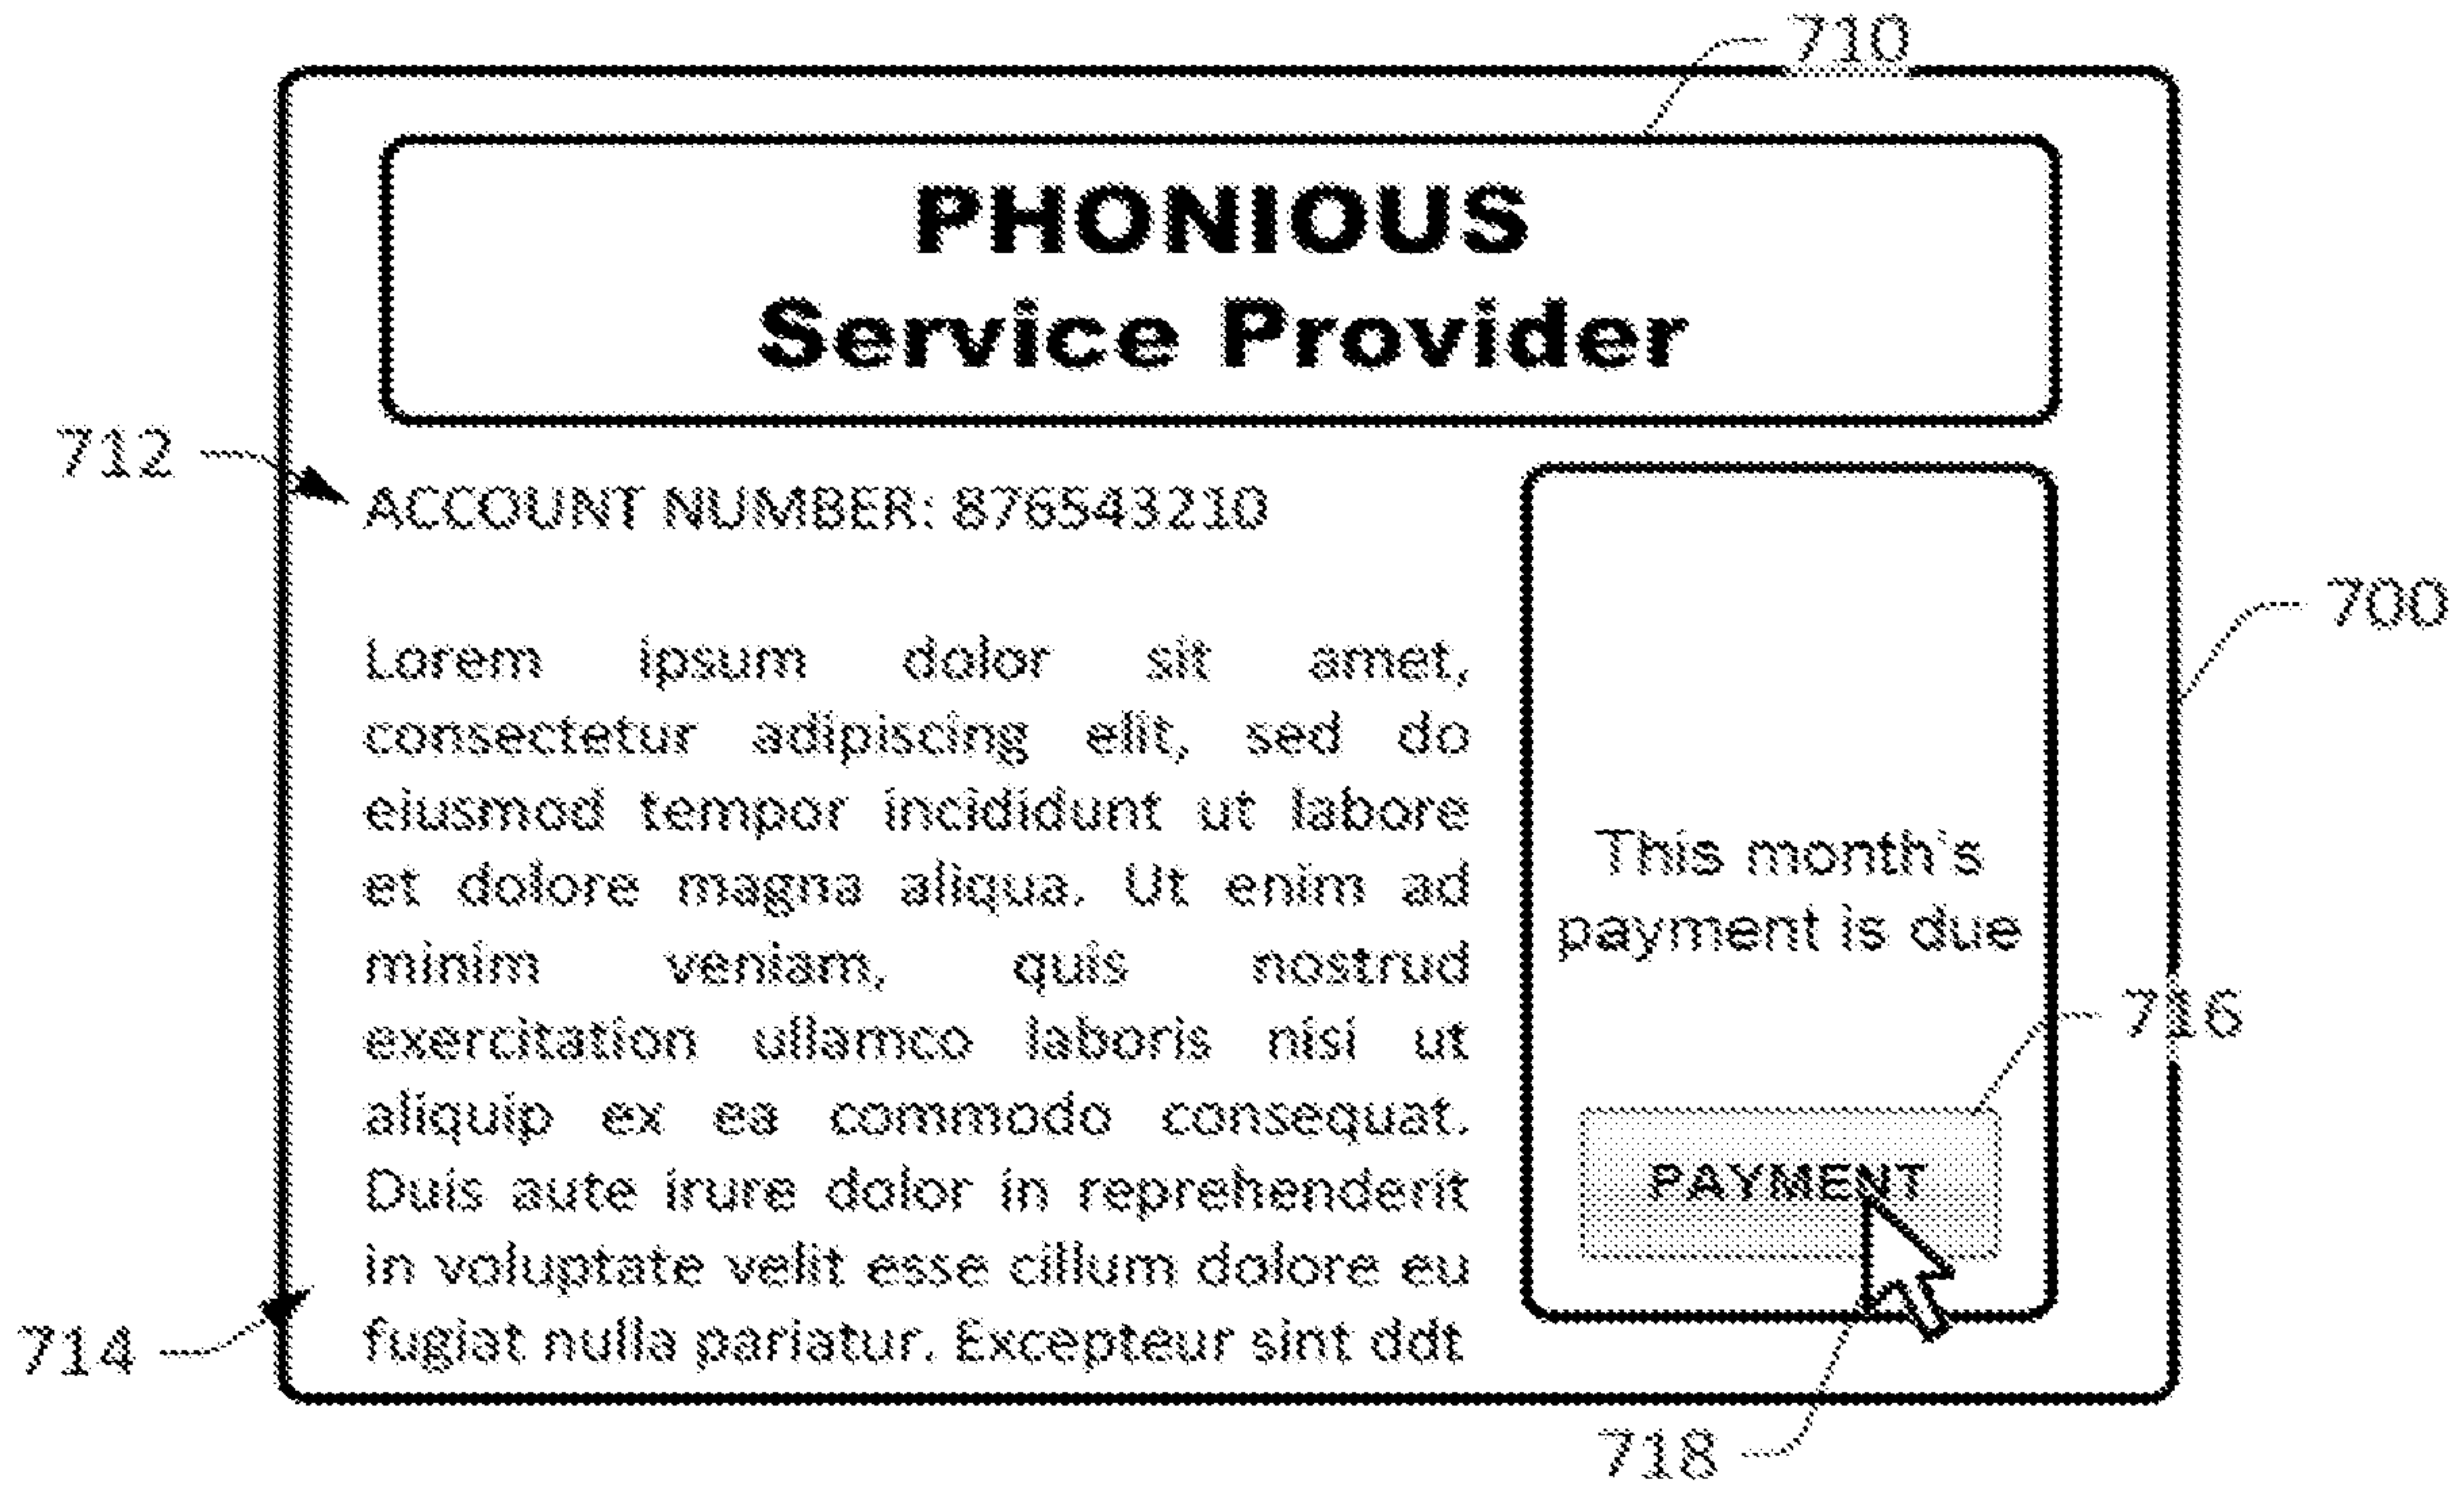 710
PHONIOUS
Service Provider
712
ACCOUNT NUMBER: 876543210
700
Lorem ipsum dolor sit amet,
consectetur adipiscing elit, sed do
eiusmod tempor incididunt ut labore
et dolore magna aliqua. Ut enim ad
minim veniam, quis nostrud
exercitation ullamco laboris nisi ut
aliquip ex ea commodo consequat.
Duis aute irure dolor in reprehenderit
in voluptate velit esse cillum dolore eu
fugiat nulla pariatur. Excepteur sint ddt
This month's
payment is due
716
PAYMENT
714
718